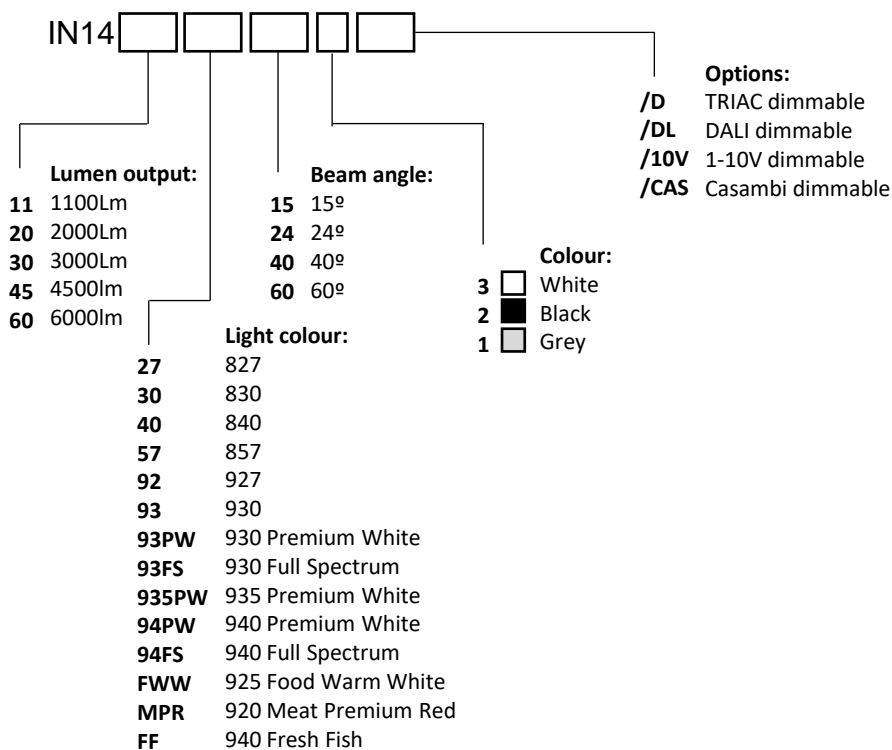 IN14
Options:
/D TRIAC dimmable
/DL DALI dimmable
/10V 1-10V dimmable
/CAS Casambi dimmable
Lumen output:
11 1100Lm
20 2000Lm
30 3000Lm
45 4500lm
60 6000lm
Beam angle:
15 15º
24 24º
40 40º
60 60º
Colour:
3 White
2 Black
1 Grey
Light colour:
27 827
30 830
40 840
57 857
92 927
93 930
93PW 930 Premium White
93FS 930 Full Spectrum
935PW 935 Premium White
94PW 940 Premium White
94FS 940 Full Spectrum
FWW 925 Food Warm White
MPR 920 Meat Premium Red
FF 940 Fresh Fish